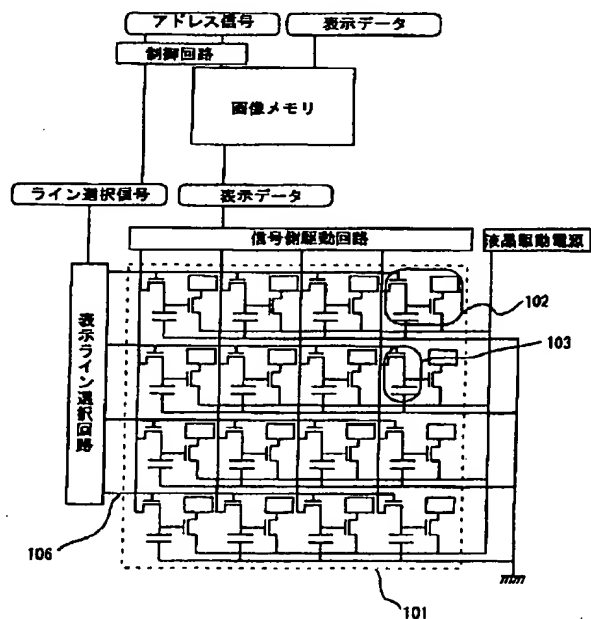 アドレス信号
表示データ
制御回路
画像メモリ
ライン選択信号
表示データ
信号側駆動回路
液晶駆動電源
表示ライン選択回路
102
103
106
101